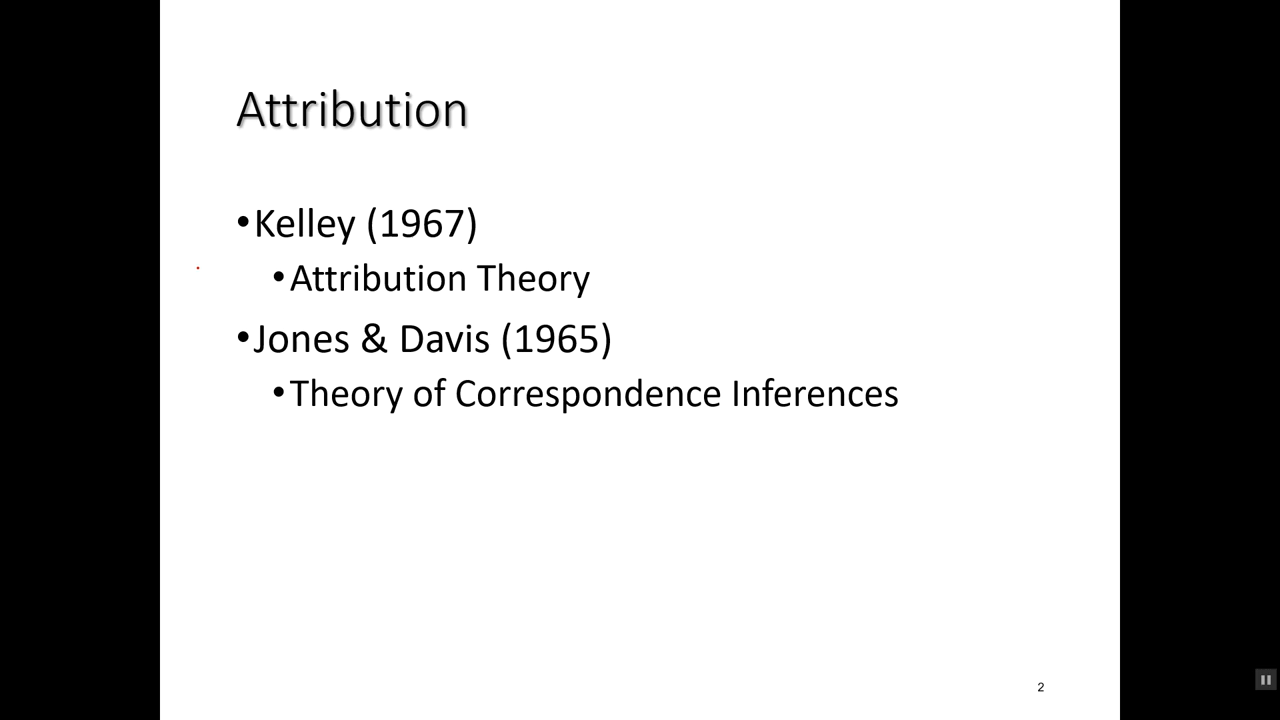 Attribution
•Kelley (1967)
•Attribution Theory
•Jones & Davis (1965)
•Theory of Correspondence Inferences
2